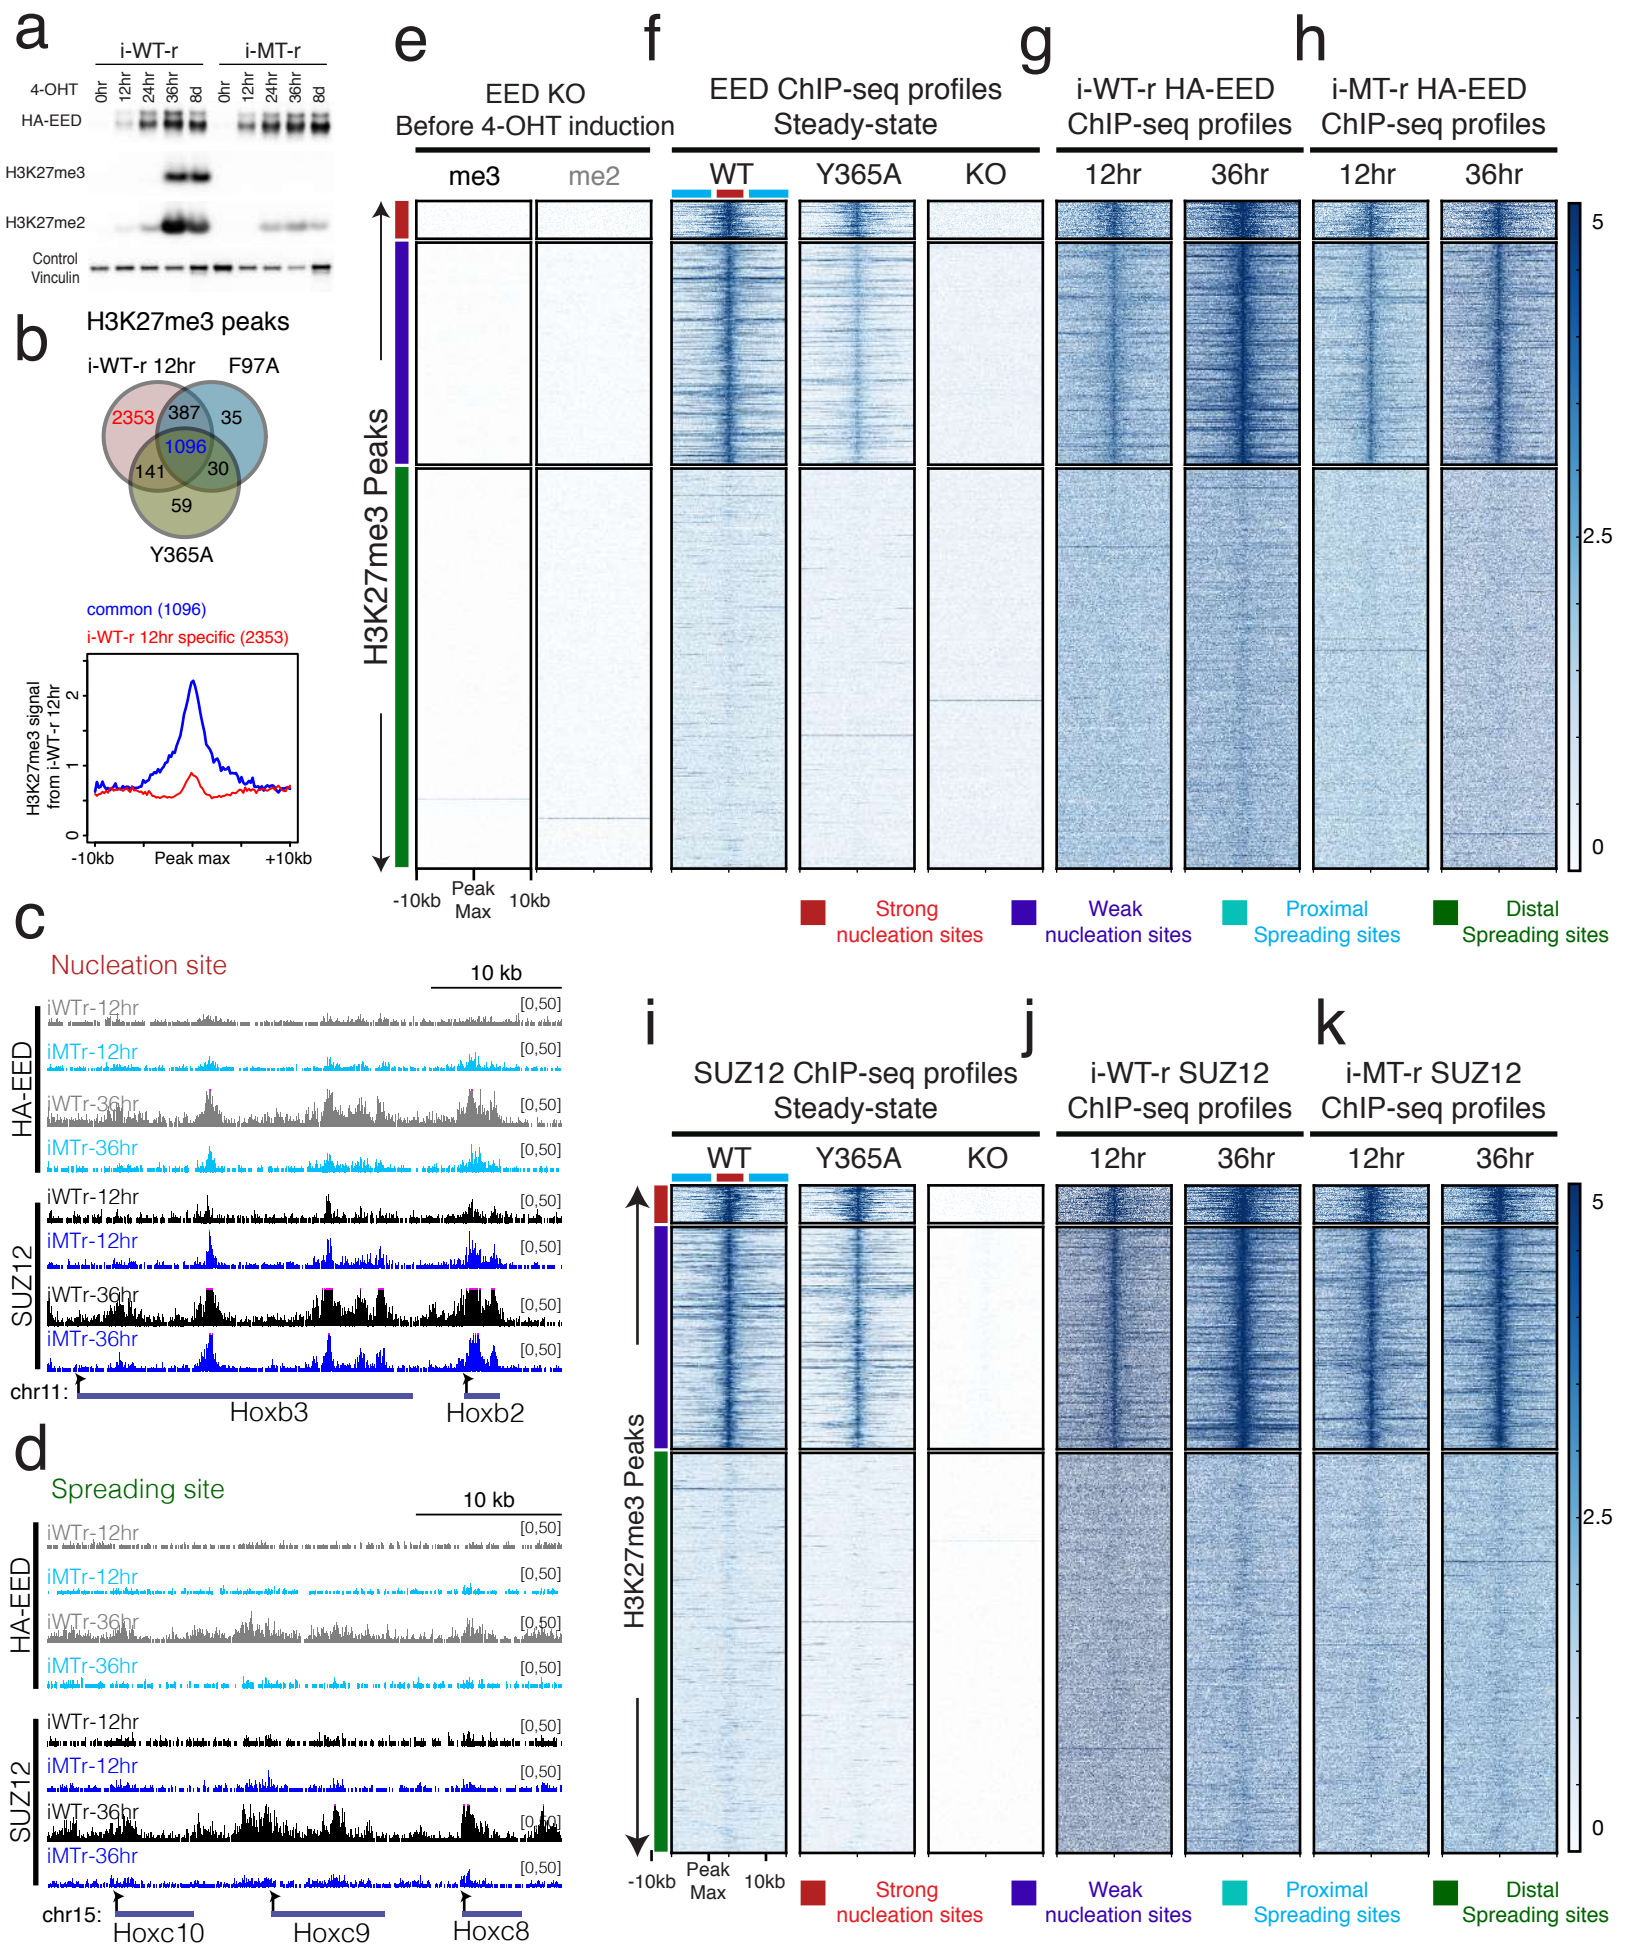 a
i-WT-r
i-MT-r
4-OHT
0hr
12hr
24hr
36hr
8d
0hr
12hr
24hr
36hr
8d
HA-EED
H3K27me3
H3K27me2
Control
Vinculin
b
H3K27me3 peaks
i-WT-r 12hr
F97A
2353
387
35
1096
141
30
59
Y365A
common (1096)
i-WT-r 12hr specific (2353)
H3K27me3 signal
from i-WT-r 12hr
2
1
0
-10kb
Peak max
+10kb
c
Nucleation site
10 kb
HA-EED
iWTr-12hr
[0,50]
iMTr-12hr
[0,50]
iWTr-36hr
[0,50]
iMTr-36hr
[0,50]
SUZ12
iWTr-12hr
[0,50]
iMTr-12hr
[0,50]
iWTr-36hr
[0,50]
iMTr-36hr
[0,50]
chr11:
Hoxb3
Hoxb2
d
Spreading site
10 kb
HA-EED
iWTr-12hr
[0,50]
iMTr-12hr
[0,50]
iWTr-36hr
[0,50]
iMTr-36hr
[0,50]
SUZ12
iWTr-12hr
[0,50]
iMTr-12hr
[0,50]
iWTr-36hr
[0,50]
iMTr-36hr
[0,50]
chr15:
Hoxc10
Hoxc9
Hoxc8
e
EED KO
Before 4-OHT induction
me3
me2
H3K27me3 Peaks
-10kb
Peak
Max
10kb
f
EED ChIP-seq profiles
Steady-state
WT
Y365A
KO
g
i-WT-r HA-EED
ChIP-seq profiles
12hr
36hr
h
i-MT-r HA-EED
ChIP-seq profiles
12hr
36hr
5
2.5
0
Strong
nucleation sites
Weak
nucleation sites
Proximal
Spreading sites
Distal
Spreading sites
i
SUZ12 ChIP-seq profiles
Steady-state
WT
Y365A
KO
H3K27me3 Peaks
-10kb
Peak
Max
10kb
j
i-WT-r SUZ12
ChIP-seq profiles
12hr
36hr
k
i-MT-r SUZ12
ChIP-seq profiles
12hr
36hr
5
2.5
0
Strong
nucleation sites
Weak
nucleation sites
Proximal
Spreading sites
Distal
Spreading sites